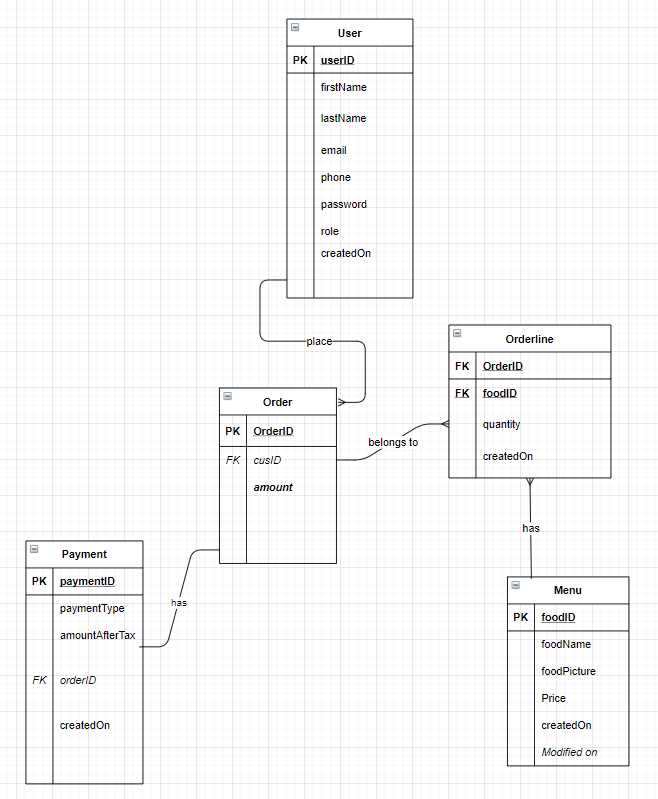 User
PK userID
firstName
lastName
email
phone
password
role
createdOn
place
Orderline
FK OrderID
FK foodID
quantity
createdOn
Order
PK OrderID
FK cusID
amount
belongs to
has
Payment
PK paymentID
paymentType
amountAfterTax
FK orderID
createdOn
has
Menu
PK foodID
foodName
foodPicture
Price
createdOn
Modified on